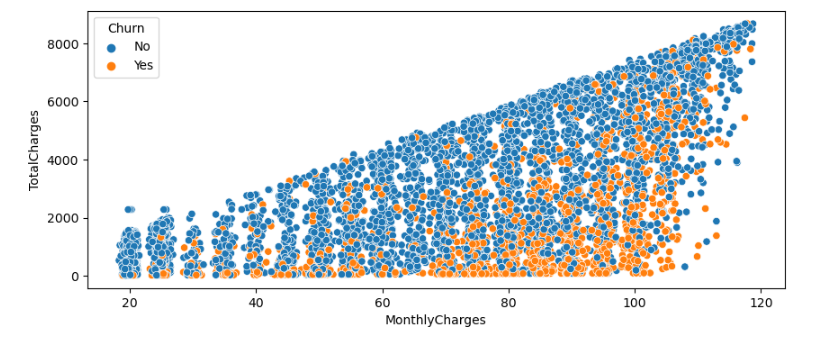 Churn
No
Yes
8000
6000
4000
2000
0
TotalCharges
20 40 60 80 100 120
MonthlyCharges